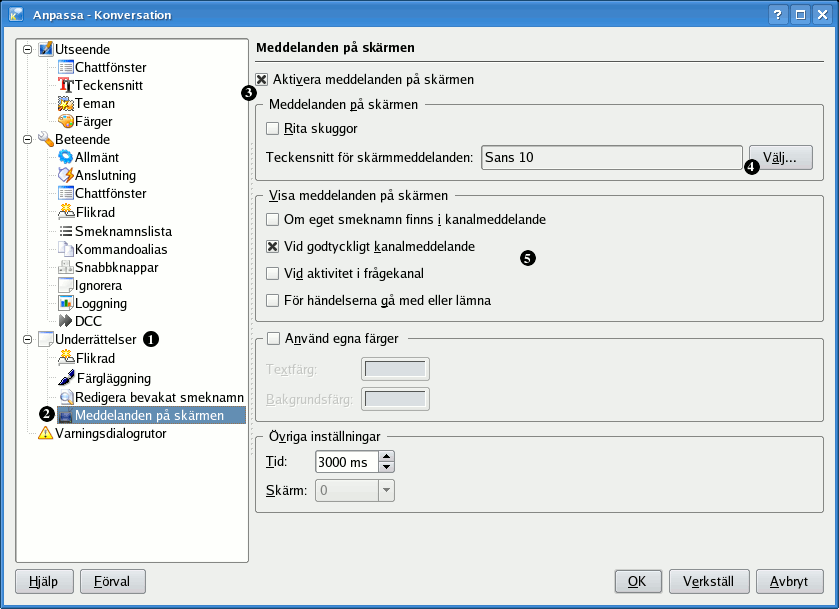 Anpassa - Konversation
Utseende
Chattfönster
Teckensnitt
Teman
Färger
Beteende
Allmänt
Anslutning
Chattfönster
Flikrad
Smeknamnslista
Kommandoalias
Snabbknappar
Ignorera
Loggning
DCC
Underrättelser 1
Flikrad
Färgläggning
Redigera bevakat smeknamn
2 Meddelanden på skärmen
Varningsdialogrutor
Meddelanden på skärmen
Aktivera meddelanden på skärmen
3
Meddelanden på skärmen
Rita skuggor
Teckensnitt för skärmmeddelanden: Sans 10 Välj...
4
Visa meddelanden på skärmen
Om eget smeknamn finns i kanalmeddelande
Vid godtyckligt kanalmeddelande
5
Vid aktivitet i frågekanal
För händelserna gå med eller lämna
Använd egna färger
Textfärg:
Bakgrundsfärg:
Övriga inställningar
Tid: 3000 ms
Skärm: 0
Hjälp Förval OK Verkställ Avbryt